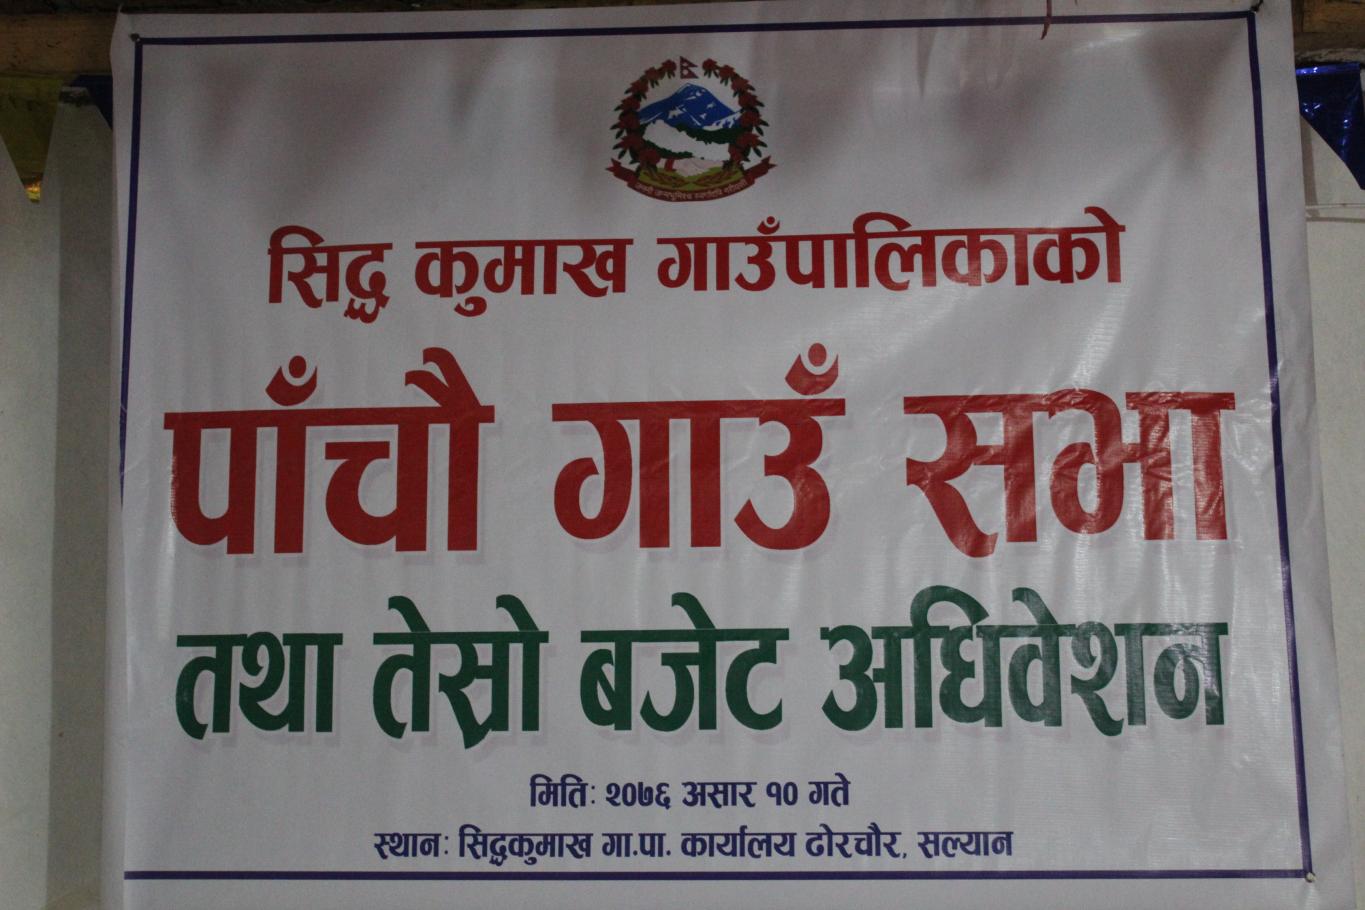 सिद्ध कुमाख गाउँपालिकाको
पाँचौ गाउँ सभा
तथा तेस्रो बजेट अधिवेशन
मितिः २०७६ असार १० गते
स्थानः सिद्धकुमाख गा.पा. कार्यालय ढोरचौर, सल्यान